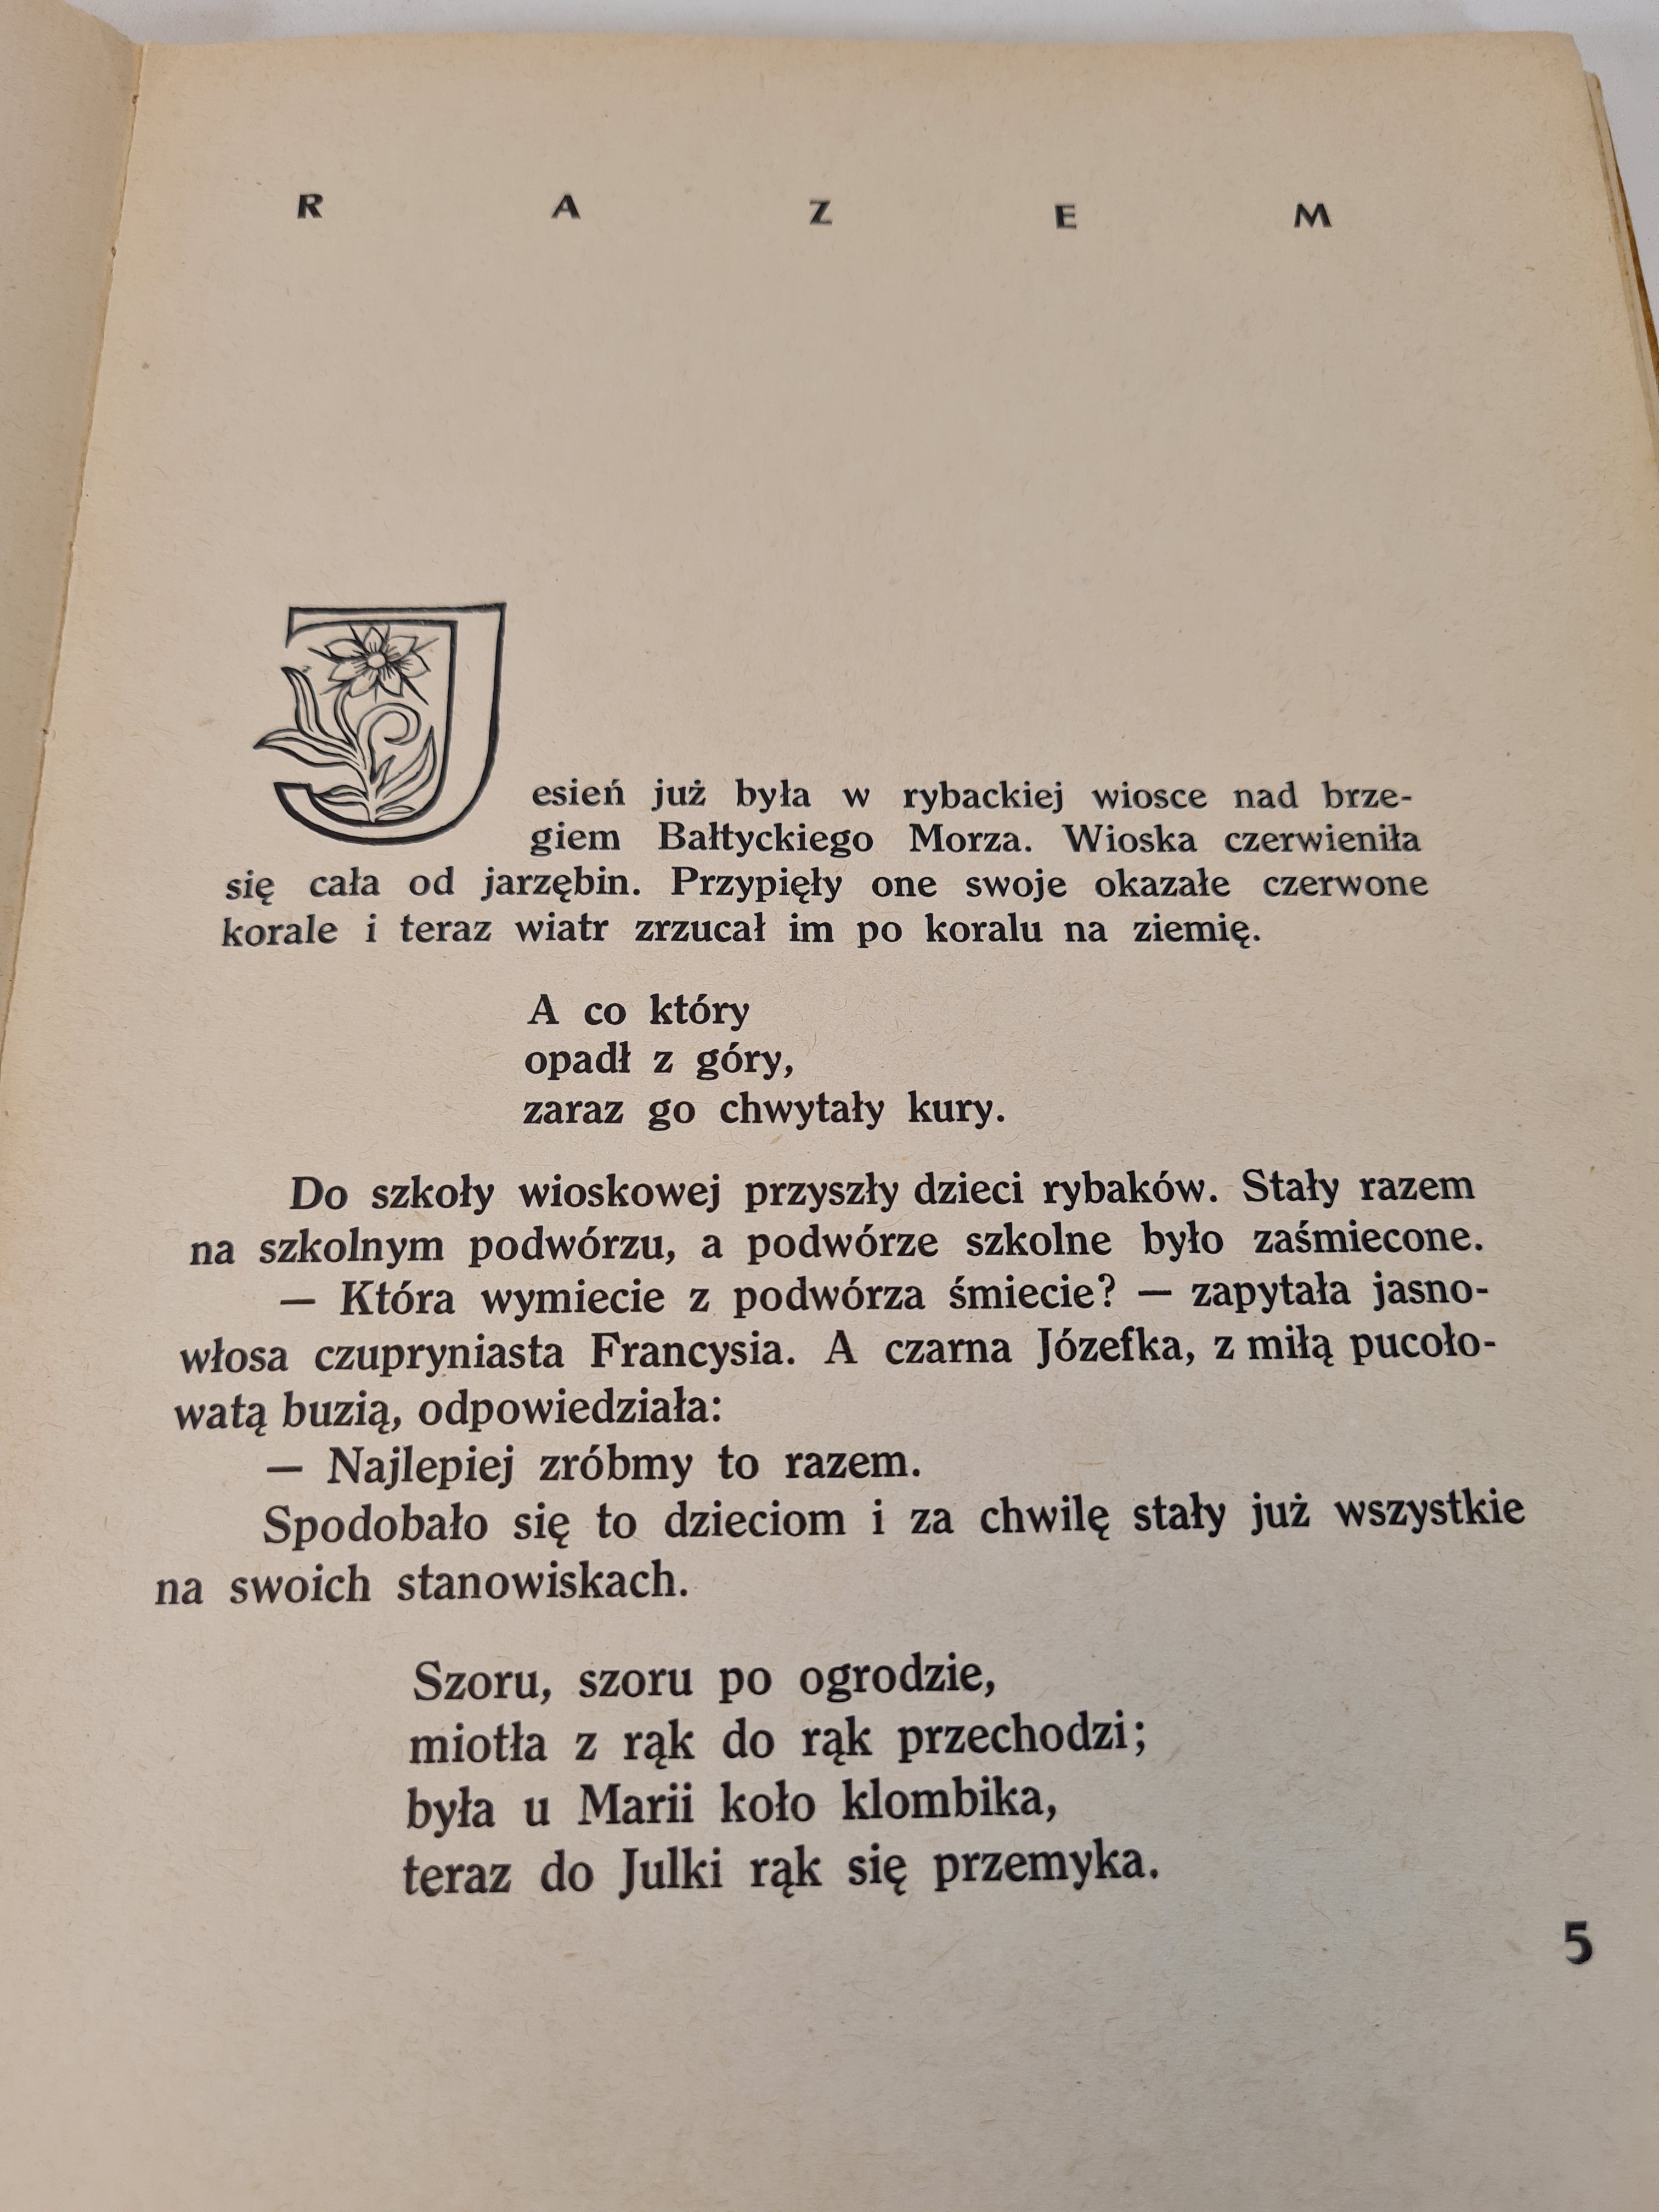 R A Z E M
Jesień już była w rybackiej wiosce nad brze-
giem Bałtyckiego Morza. Wioska czerwieniła
się cała od jarzębin. Przypięły one swoje okazałe czerwone
korale i teraz wiatr zrzucał im po koralu na ziemię.
A co który
opadł z góry,
zaraz go chwytały kury.
Do szkoły wioskowej przyszły dzieci rybaków. Stały razem
na szkolnym podwórzu, a podwórze szkolne było zaśmiecone.
— Która wymiecie z podwórza śmiecie? — zapytała jasno-
włosa czupryniasta Francysia. A czarna Józefka, z miłą pucoło-
watą buzią, odpowiedziała:
— Najlepiej zróbmy to razem.
Spodobało się to dzieciom i za chwilę stały już wszystkie
na swoich stanowiskach.
Szoru, szoru po ogrodzie,
miotła z rąk do rąk przechodzi;
była u Marii koło klombika,
teraz do Julki rąk się przemyka.
5